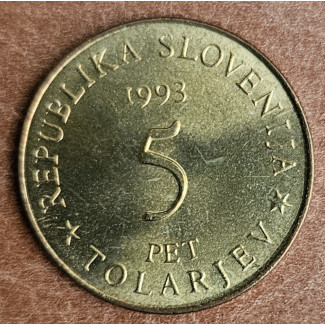 REPUBLIKA SLOVENIJA
1993
5
PET
TOLARJEV